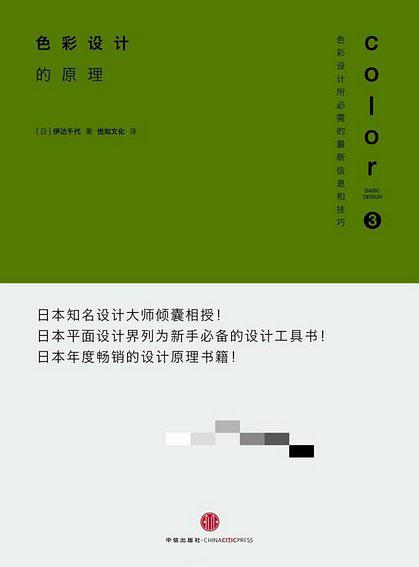 色彩设计
的原理
[日] 伊达千代 著 悦知文化 译
色彩设计所必需的最新信息和技巧
Color
BASIC
DESIGN
3
日本知名设计大师倾囊相授！
日本平面设计界列为新手必备的设计工具书！
日本年度畅销的设计原理书籍！
中信出版社·CHINACITICPRESS